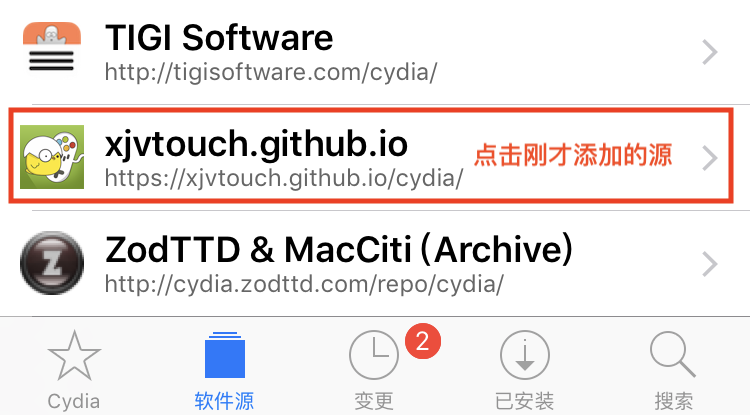 TIGI Software
http://tigisoftware.com/cydia/
xjvtouch.github.io
点击刚才添加的源
https://xjvtouch.github.io/cydia/
Z
ZodTTD & MacCiti (Archive)
http://cydia.zodttd.com/repo/cydia/
2
Cydia
软件源
变更
已安装
搜索